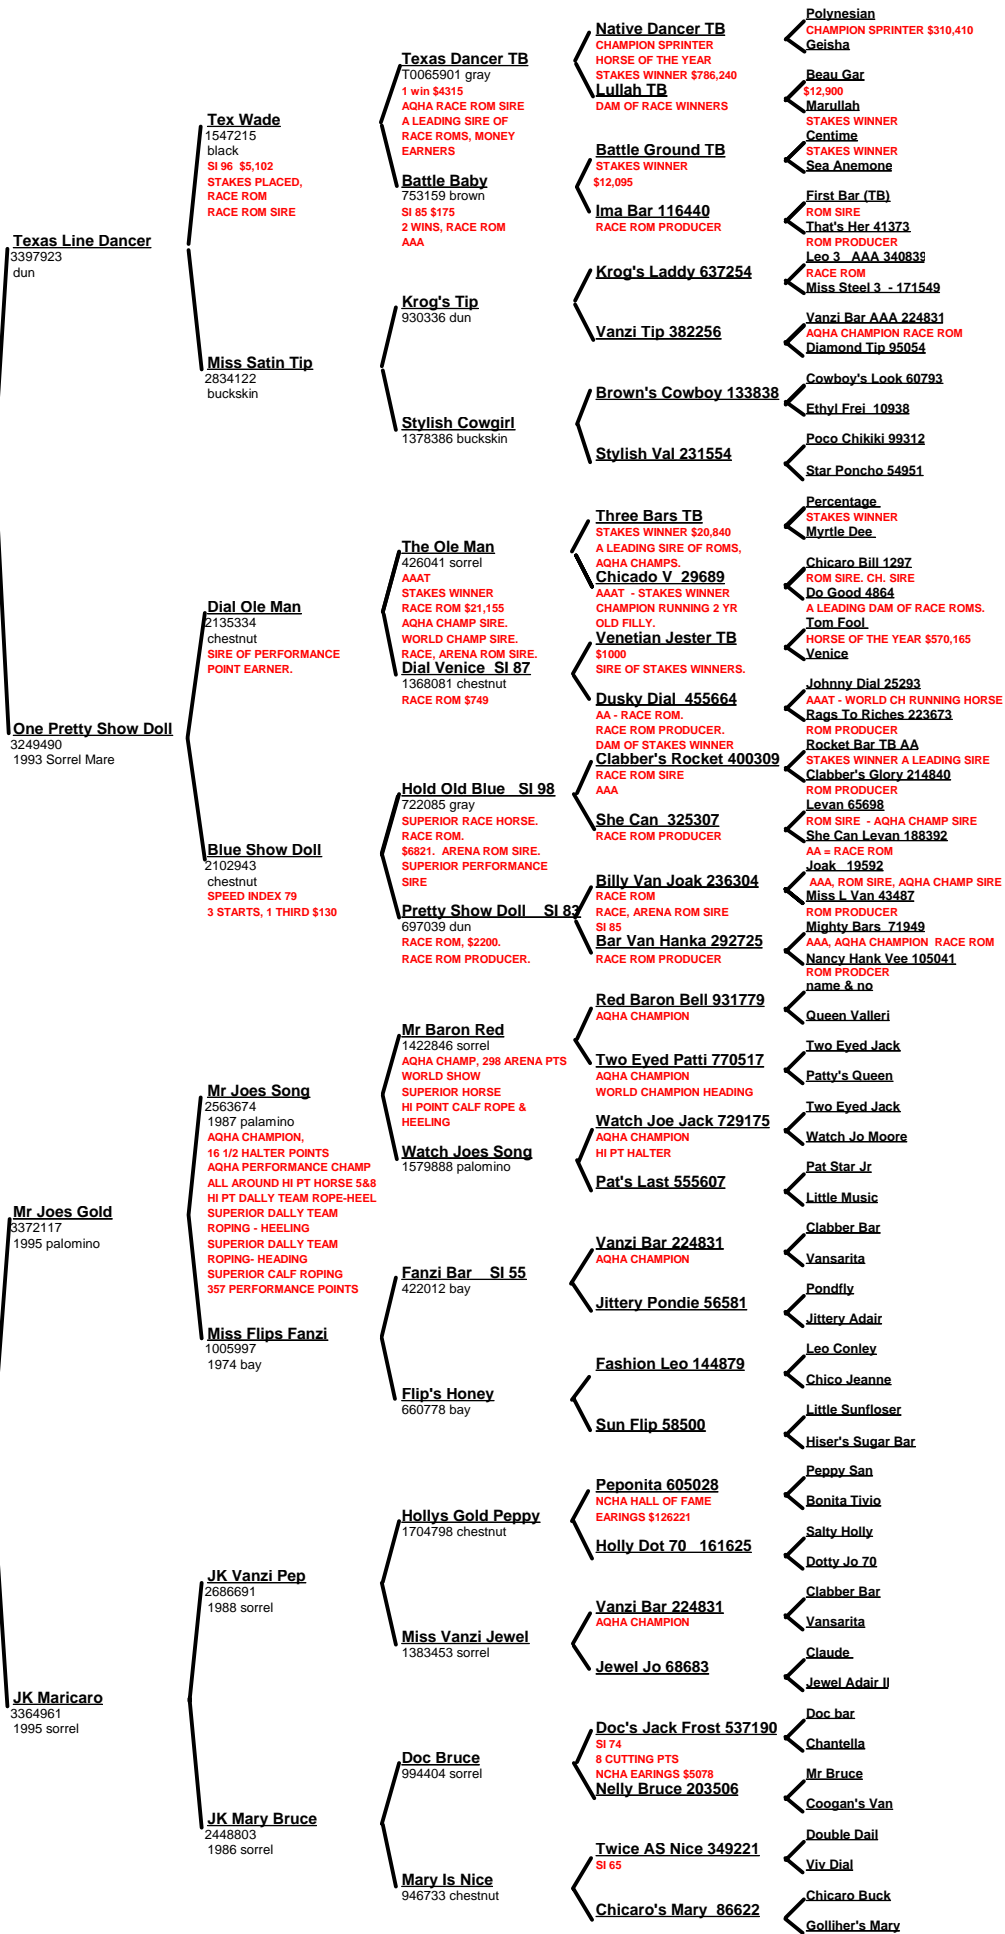 Texas Line Dancer
3397923
dun
One Pretty Show Doll
3249490
1993 Sorrel Mare
Mr Joes Gold
3372117
1995 palomino
JK Maricaro
3364961
1995 sorrel
Tex Wade
1547215
black
SI 96 $5,102
STAKES PLACED,
RACE ROM
RACE ROM SIRE
Miss Satin Tip
2834122
buckskin
Dial Ole Man
2135334
chestnut
SIRE OF PERFORMANCE
POINT EARNER.
Blue Show Doll
2102943
chestnut
SPEED INDEX 79
3 STARTS, 1 THIRD $130
Mr Joes Song
2563674
1987 palamino
AQHA CHAMPION,
16 1/2 HALTER POINTS
AQHA PERFORMANCE CHAMP
ALL AROUND HI PT HORSE 5&8
HI PT DALLY TEAM ROPE-HEEL
SUPERIOR DALLY TEAM
ROPING - HEELING
SUPERIOR DALLY TEAM
ROPING- HEADING
SUPERIOR CALF ROPING
357 PERFORMANCE POINTS
Miss Flips Fanzi
1005997
1974 bay
JK Vanzi Pep
2686691
1988 sorrel
JK Mary Bruce
2448803
1986 sorrel
Texas Dancer TB
T0065901 gray
1 win $4315
AQHA RACE ROM SIRE
A LEADING SIRE OF
RACE ROMS, MONEY
EARNERS
Battle Baby
753159 brown
SI 85 $175
2 WINS, RACE ROM
AAA
Krog's Tip
930336 dun
Stylish Cowgirl
1378386 buckskin
The Ole Man
426041 sorrel
AAAT
STAKES WINNER
RACE ROM $21,155
AQHA CHAMP SIRE.
WORLD CHAMP SIRE.
RACE, ARENA ROM SIRE.
Dial Venice SI 87
1368081 chestnut
RACE ROM $749
Hold Old Blue SI 98
722085 gray
SUPERIOR RACE HORSE.
RACE ROM.
$6821. ARENA ROM SIRE.
SUPERIOR PERFORMANCE
SIRE
Pretty Show Doll SI 83
697039 dun
RACE ROM, $2200.
RACE ROM PRODUCER.
Mr Baron Red
1422846 sorrel
AQHA CHAMP, 298 ARENA PTS
WORLD SHOW
SUPERIOR HORSE
HI POINT CALF ROPE &
HEELING
Watch Joes Song
1579888 palomino
Fanzi Bar SI 55
422012 bay
Flip's Honey
660778 bay
Hollys Gold Peppy
1704798 chestnut
Miss Vanzi Jewel
1383453 sorrel
Doc Bruce
994404 sorrel
Mary Is Nice
946733 chestnut
Native Dancer TB
CHAMPION SPRINTER
HORSE OF THE YEAR
STAKES WINNER $786,240
Lullah TB
DAM OF RACE WINNERS
Battle Ground TB
STAKES WINNER
$12,095
Ima Bar 116440
RACE ROM PRODUCER
Krog's Laddy 637254
Vanzi Tip 382256
Brown's Cowboy 133838
Stylish Val 231554
Three Bars TB
STAKES WINNER $20,840
A LEADING SIRE OF ROMS,
AQHA CHAMPS.
Chicado V 29689
AAAT - STAKES WINNER
CHAMPION RUNNING 2 YR
OLD FILLY.
Venetian Jester TB
$1000
SIRE OF STAKES WINNERS.
Dusky Dial 455664
AA - RACE ROM.
RACE ROM PRODUCER.
DAM OF STAKES WINNER
Clabber's Rocket 400309
RACE ROM SIRE
AAA
She Can 325307
RACE ROM PRODUCER
Billy Van Joak 236304
RACE ROM
RACE, ARENA ROM SIRE
SI 85
Bar Van Hanka 292725
RACE ROM PRODUCER
Red Baron Bell 931779
AQHA CHAMPION
Two Eyed Patti 770517
AQHA CHAMPION
WORLD CHAMPION HEADING
Watch Joe Jack 729175
AQHA CHAMPION
HI PT HALTER
Pat's Last 555607
Vanzi Bar 224831
AQHA CHAMPION
Jittery Pondie 56581
Fashion Leo 144879
Sun Flip 58500
Peponita 605028
NCHA HALL OF FAME
EARINGS $126221
Holly Dot 70 161625
Vanzi Bar 224831
AQHA CHAMPION
Jewel Jo 68683
Doc's Jack Frost 537190
SI 74
8 CUTTING PTS
NCHA EARINGS $5078
Nelly Bruce 203506
Twice AS Nice 349221
SI 65
Chicaro's Mary 86622
Polynesian
CHAMPION SPRINTER $310,410
Geisha
Beau Gar
$12,900
Marullah
STAKES WINNER
Centime
STAKES WINNER
Sea Anemone
First Bar (TB)
ROM SIRE
That's Her 41373
ROM PRODUCER
Leo 3 AAA 340839
RACE ROM
Miss Steel 3 - 171549
Vanzi Bar AAA 224831
AQHA CHAMPION RACE ROM
Diamond Tip 95054
Cowboy's Look 60793
Ethyl Frei 10938
Poco Chikiki 99312
Star Poncho 54951
Percentage
STAKES WINNER
Myrtle Dee
Chicaro Bill 1297
ROM SIRE. CH. SIRE
Do Good 4864
A LEADING DAM OF RACE ROMS.
Tom Fool
HORSE OF THE YEAR $570,165
Venice
Johnny Dial 25293
AAAT - WORLD CH RUNNING HORSE
Rags To Riches 223673
ROM PRODUCER
Rocket Bar TB AA
STAKES WINNER A LEADING SIRE
Clabber's Glory 214840
ROM PRODUCER
Levan 65698
ROM SIRE - AQHA CHAMP SIRE
She Can Levan 188392
AA = RACE ROM
Joak 19592
AAA, ROM SIRE, AQHA CHAMP SIRE
Miss L Van 43487
ROM PRODUCER
Mighty Bars 71949
AAA, AQHA CHAMPION RACE ROM
Nancy Hank Vee 105041
ROM PRODCER
name & no
Queen Valleri
Two Eyed Jack
Patty's Queen
Two Eyed Jack
Watch Jo Moore
Pat Star Jr
Little Music
Clabber Bar
Vansarita
Pondfly
Jittery Adair
Leo Conley
Chico Jeanne
Little Sunfloser
Hiser's Sugar Bar
Peppy San
Bonita Tivio
Salty Holly
Dotty Jo 70
Clabber Bar
Vansarita
Claude
Jewel Adair II
Doc bar
Chantella
Mr Bruce
Coogan's Van
Double Dail
Viv Dial
Chicaro Buck
Golliher's Mary